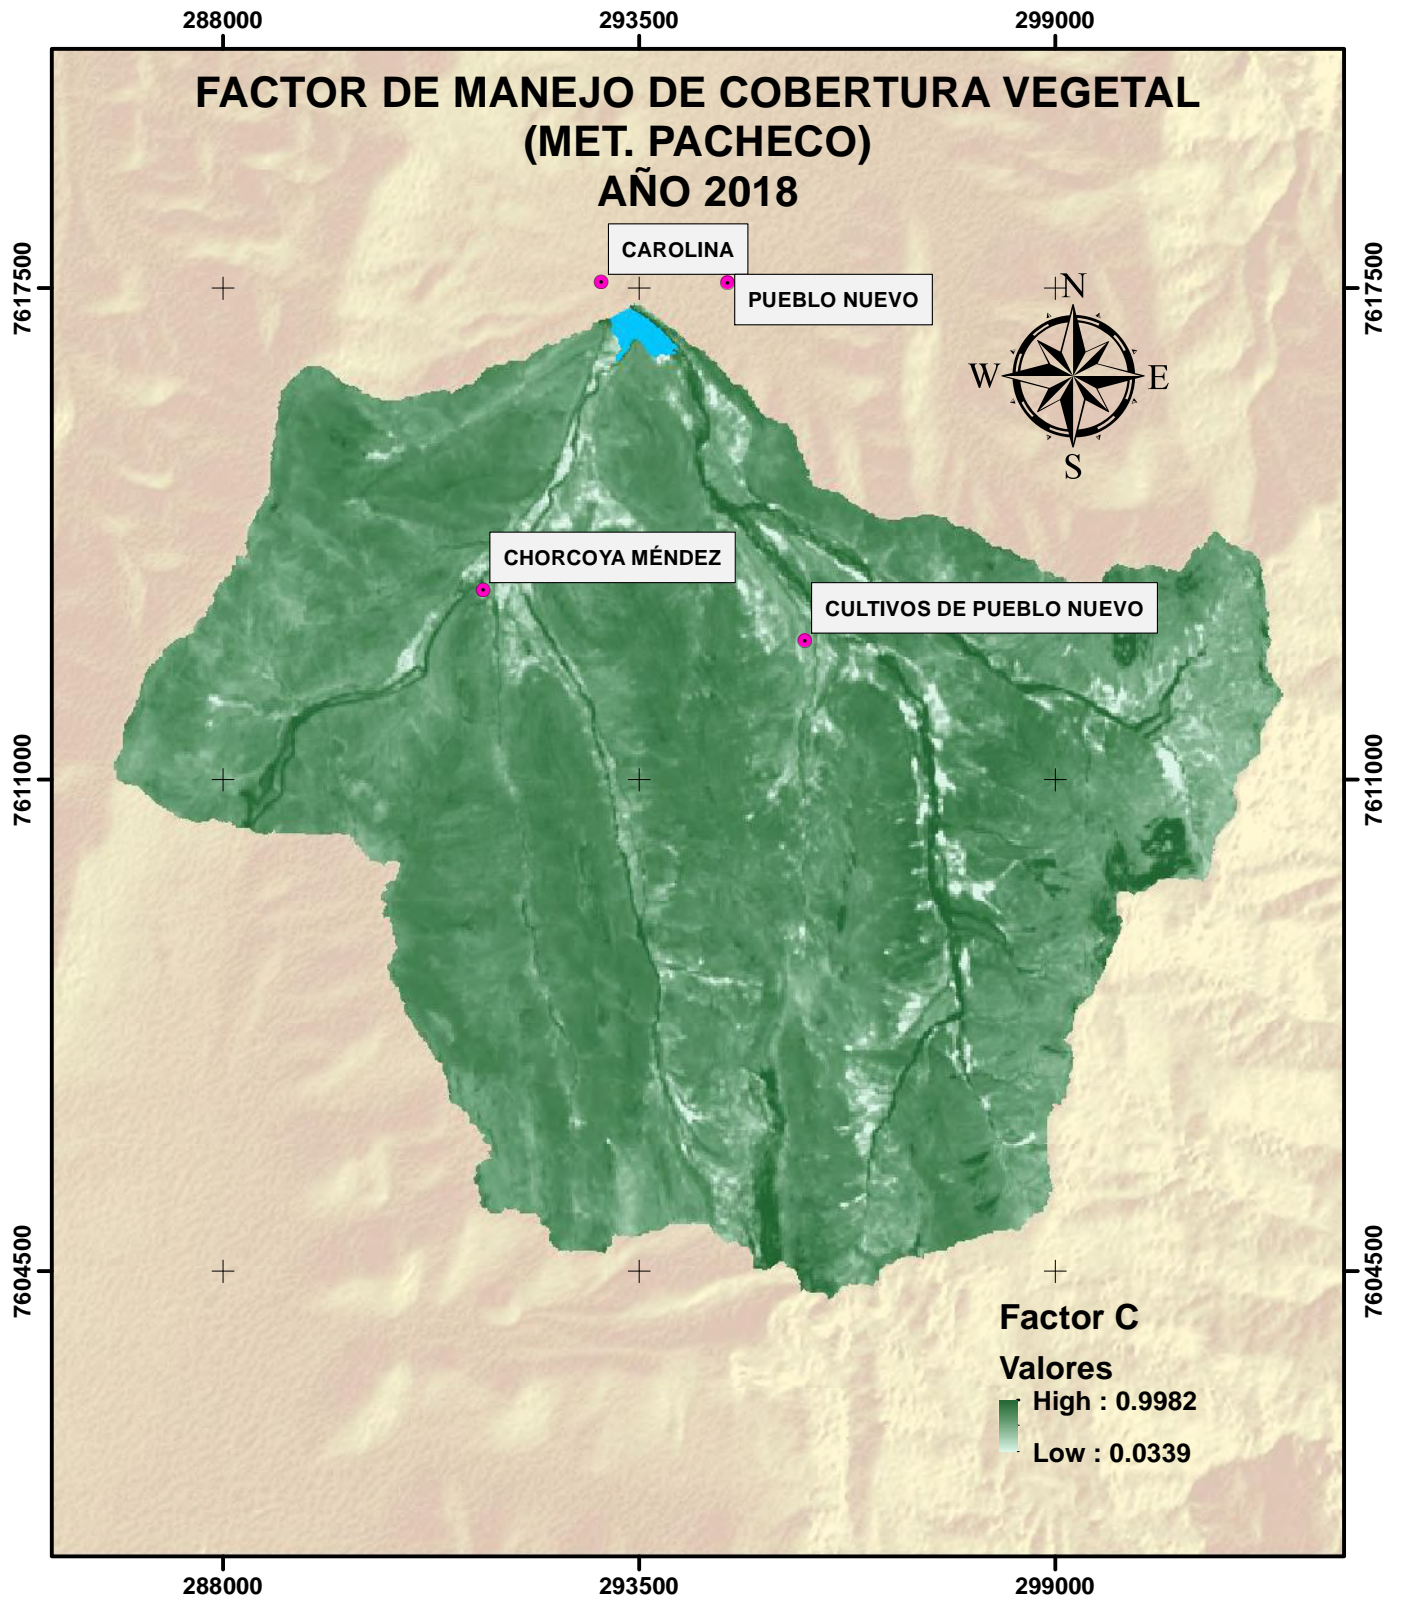 288000
293500
299000
FACTOR DE MANEJO DE COBERTURA VEGETAL
(MET. PACHECO)
AÑO 2018
CAROLINA
PUEBLO NUEVO
7617500
7617500
N
W
E
S
CHORCOYA MÉNDEZ
CULTIVOS DE PUEBLO NUEVO
7611000
7611000
7604500
7604500
Factor C
Valores
High : 0.9982
Low : 0.0339
288000
293500
299000